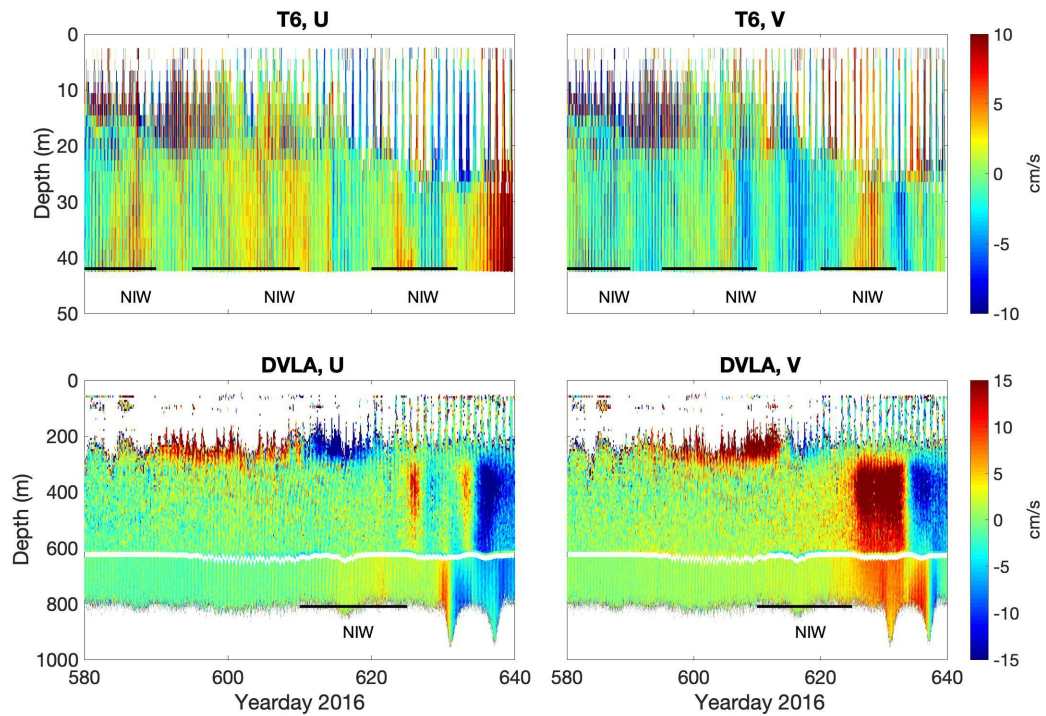 T6, U
T6, V
0
10
20
30
40
50
Depth (m)
NIW
NIW
NIW
NIW
NIW
NIW
10
5
0
-5
-10
cm/s
DVLA, U
DVLA, V
0
200
400
600
800
1000
Depth (m)
NIW
NIW
580
600
620
640
580
600
620
640
Yearday 2016
Yearday 2016
15
10
5
0
-5
-10
-15
cm/s